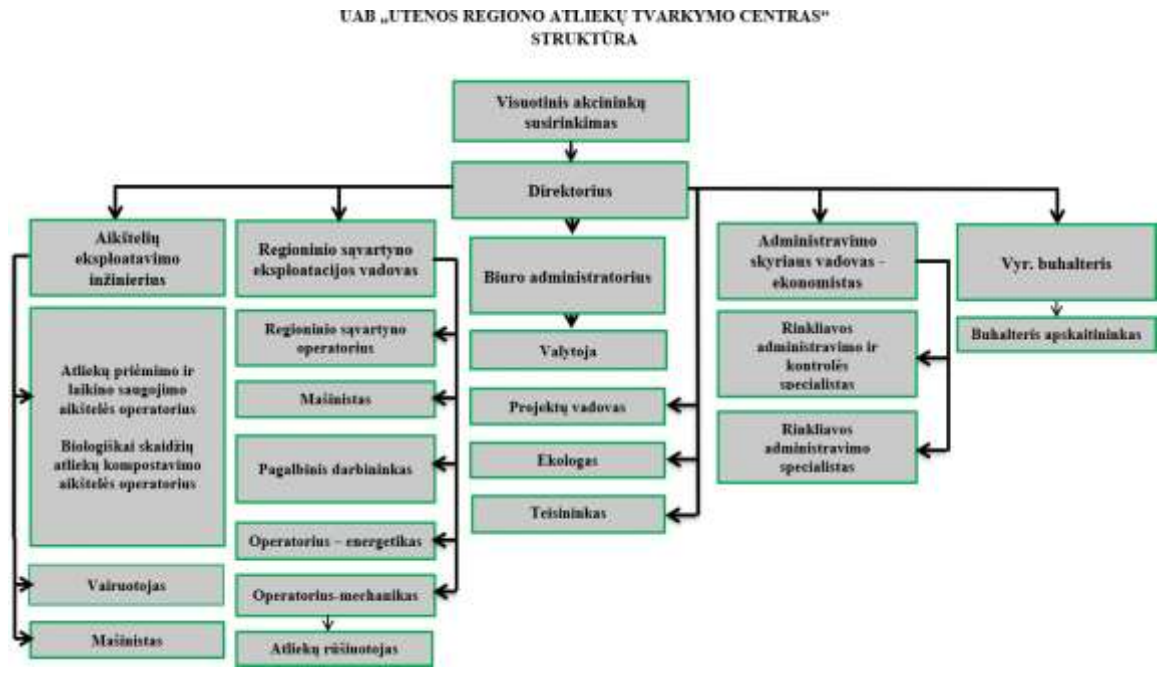 UAB „UTENOS REGIONO ATLIEKŲ TVARKYMO CENTRAS“
STRUKTŪRA
Visuotinis akcininkų
susirinkimas
Direktorius
Aikštelių
eksploatavimo
inžinierius
Atliekų priėmimo ir
laikino saugojimo
aikštelės operatorius
Biologiškai skaidžių
atliekų kompostavimo
aikštelės operatorius
Vairuotojas
Mašinistas
Regioninio sąvartyno
eksploatacijos vadovas
Regioninio sąvartyno
operatorius
Mašinistas
Pagalbinis darbininkas
Operatorius – energetikas
Operatorius-mechanikas
Atliekų rūšiuotojas
Biuro administratorius
Valytoja
Projektų vadovas
Ekologas
Teisininkas
Administravimo
skyriaus vadovas –
ekonomistas
Rinkliavos
administravimo ir
kontrolės
specialistas
Rinkliavos
administravimo
specialistas
Vyr. buhalteris
Buhalteris apskaitininkas